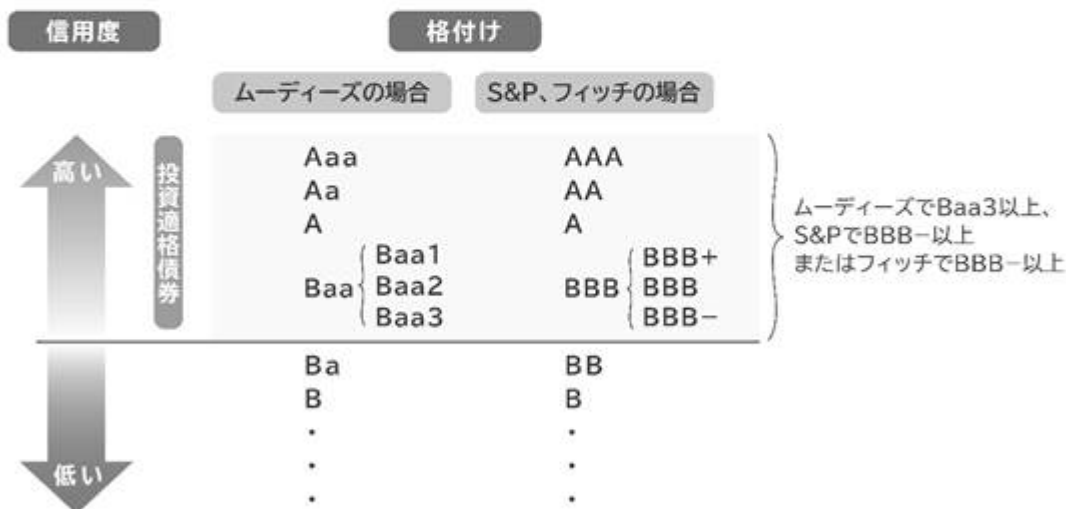 信用度
格付け
ムーディーズの場合
S&P、フィッチの場合
高い
投資適格債券
Aaa
AAA
Aa
AA
A
A
Baa
Baa1
Baa2
Baa3
BBB
BBB+
BBB
BBB−
ムーディーズでBaa3以上、
S&PでBBB−以上
またはフィッチでBBB−以上
Ba
BB
B
B
・
・
・
・
・
・
低い